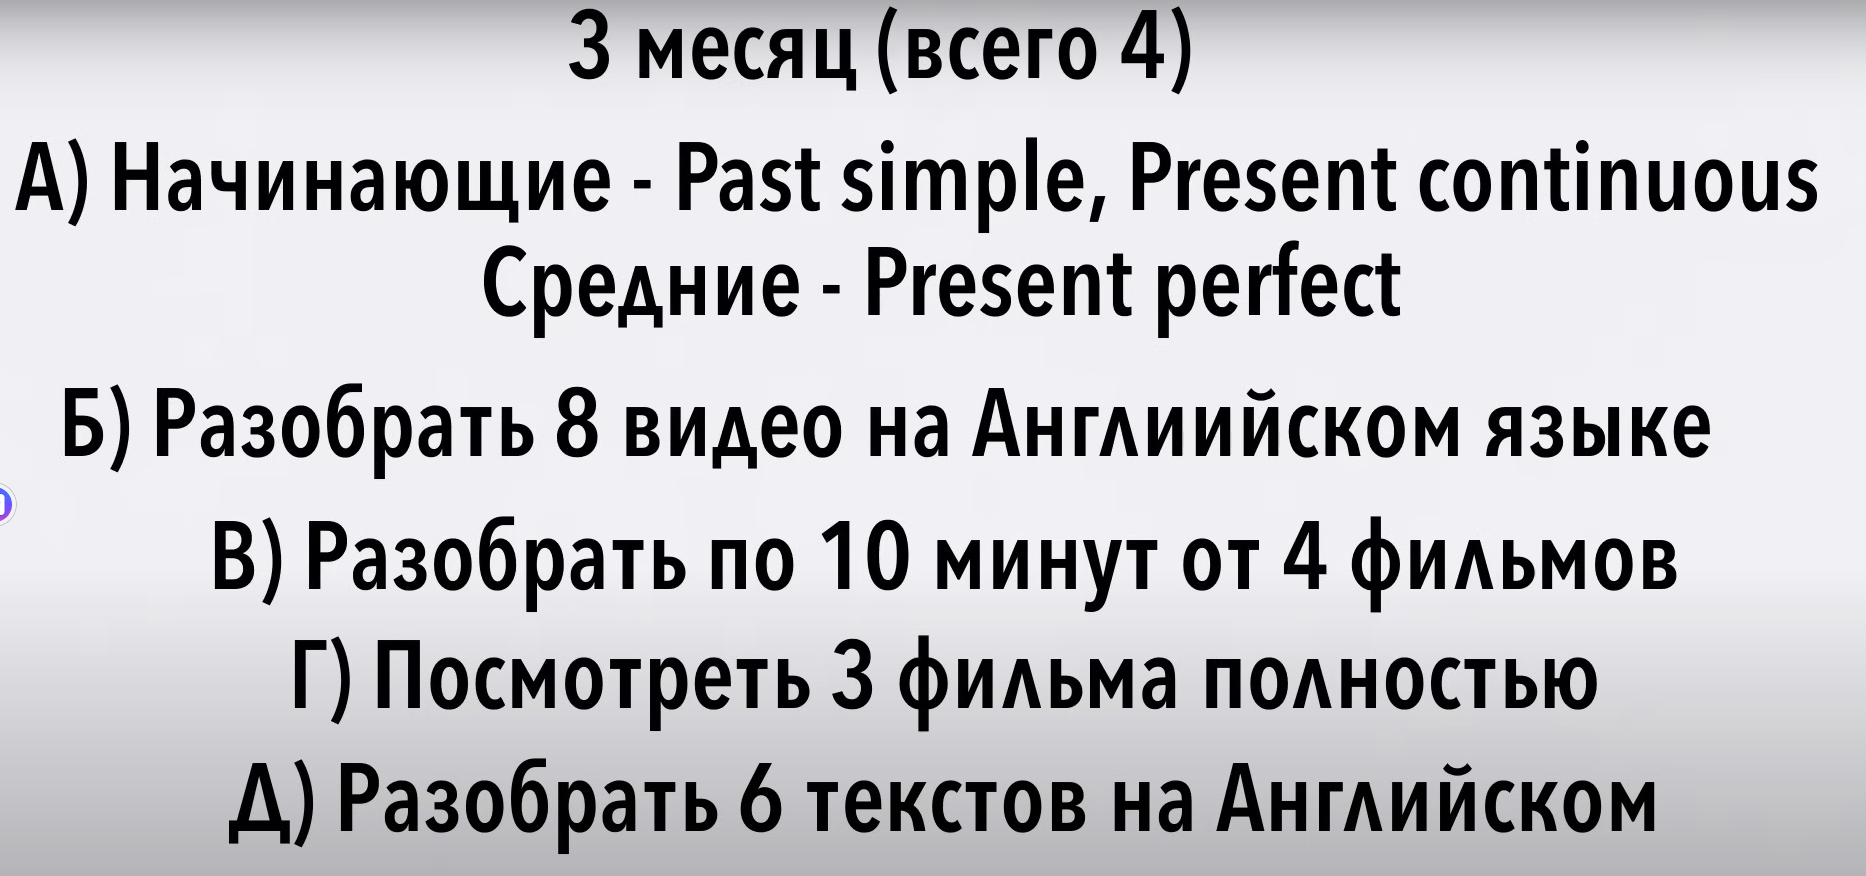 3 месяц (всего 4)
А) Начинающие - Past simple, Present continuous
Средние - Present perfect
Б) Разобрать 8 видео на Англиийском языке
В) Разобрать по 10 минут от 4 фильмов
Г) Посмотреть 3 фильма полностью
Д) Разобрать 6 текстов на Английском